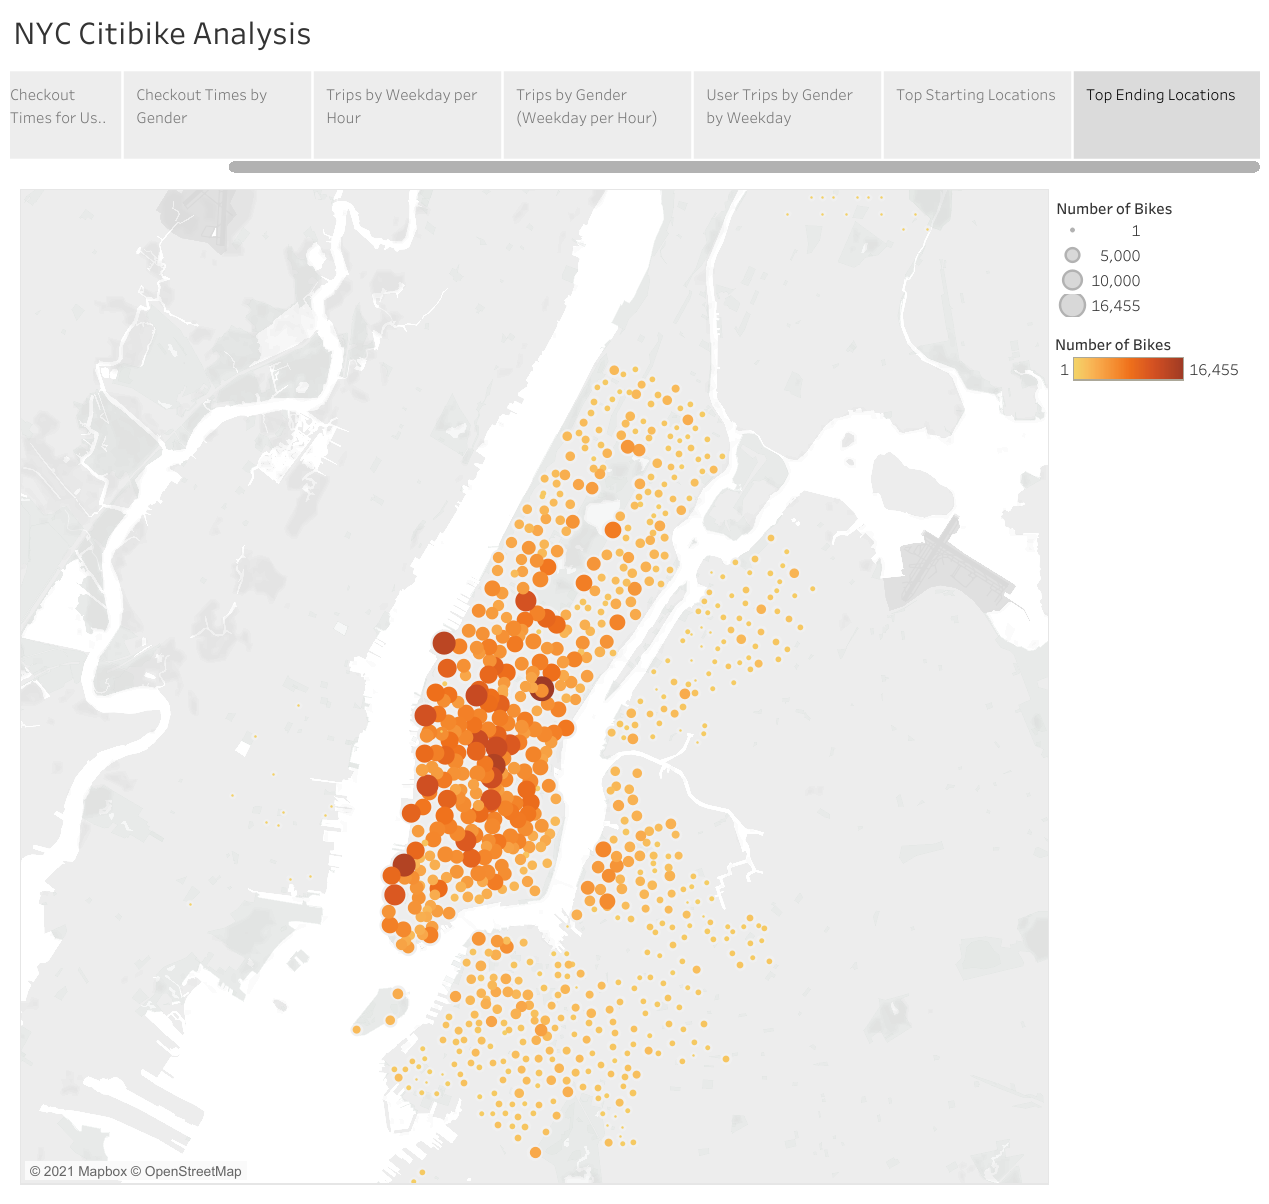 NYC Citibike Analysis
Checkout
Times for Us..
Checkout Times by
Gender
Trips by Weekday per
Hour
Trips by Gender
(Weekday per Hour)
User Trips by Gender
by Weekday
Top Starting Locations
Top Ending Locations
Number of Bikes
1
5,000
10,000
16,455
Number of Bikes
1 16,455
© 2021 Mapbox © OpenStreetMap